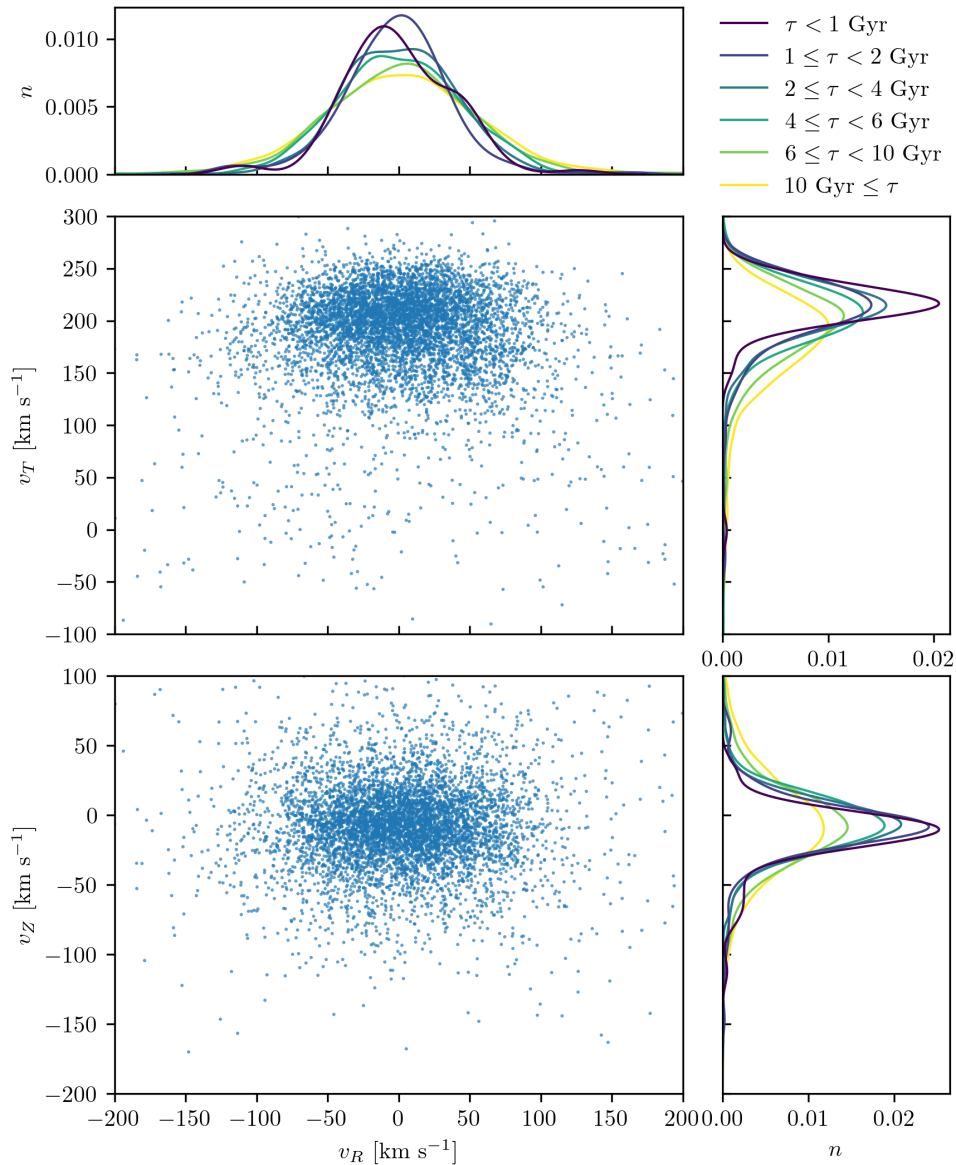 0.010
0.005
0.000
n
τ < 1 Gyr
1 ≤ τ < 2 Gyr
2 ≤ τ < 4 Gyr
4 ≤ τ < 6 Gyr
6 ≤ τ < 10 Gyr
10 Gyr ≤ τ
300
250
200
150
100
50
0
−50
−100
v_T [km s⁻¹]
0.00 0.01 0.02
100
50
0
−50
−100
−150
−200
v_Z [km s⁻¹]
−200 −150 −100 −50 0 50 100 150 200
v_R [km s⁻¹]
0.00 0.01 0.02
n